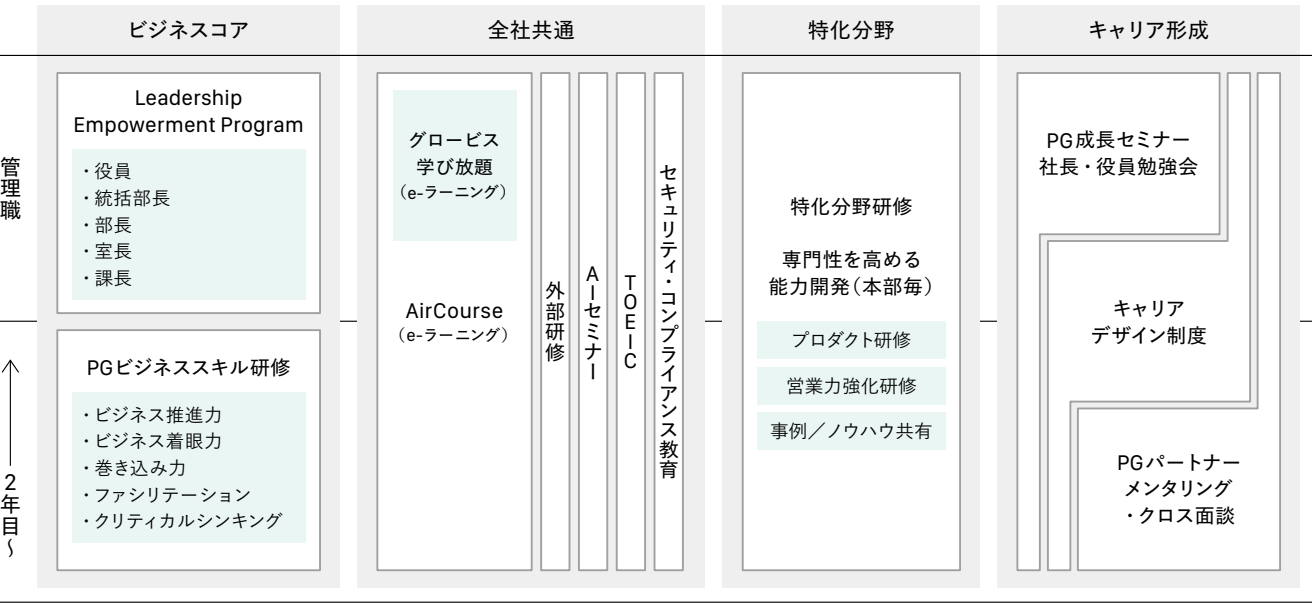 ビジネスコア
全社共通
特化分野
キャリア形成
管理職
2年目～
Leadership
Empowerment Program
・役員
・統括部長
・部長
・室長
・課長
PGビジネススキル研修
・ビジネス推進力
・ビジネス着眼力
・巻き込み力
・ファシリテーション
・クリティカルシンキング
グロービス
学び放題
（e-ラーニング）
AirCourse
（e-ラーニング）
外部研修
AIセミナー
TOEIC
セキュリティ・コンプライアンス教育
特化分野研修
専門性を高める
能力開発（本部毎）
プロダクト研修
営業力強化研修
事例／ノウハウ共有
PG成長セミナー
社長・役員勉強会
キャリア
デザイン制度
PGパートナー
メンタリング
・クロス面談